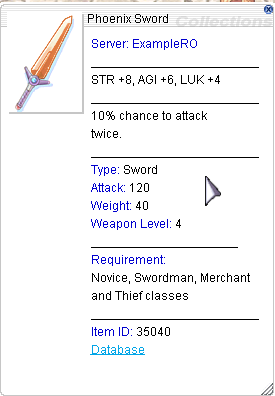 Phoenix Sword
Collections
Server: ExampleRO
STR +8, AGI +6, LUK +4
10% chance to attack
twice.
Type: Sword
Attack: 120
Weight: 40
Weapon Level: 4
Requirement:
Novice, Swordman, Merchant
and Thief classes
Item ID: 35040
Database